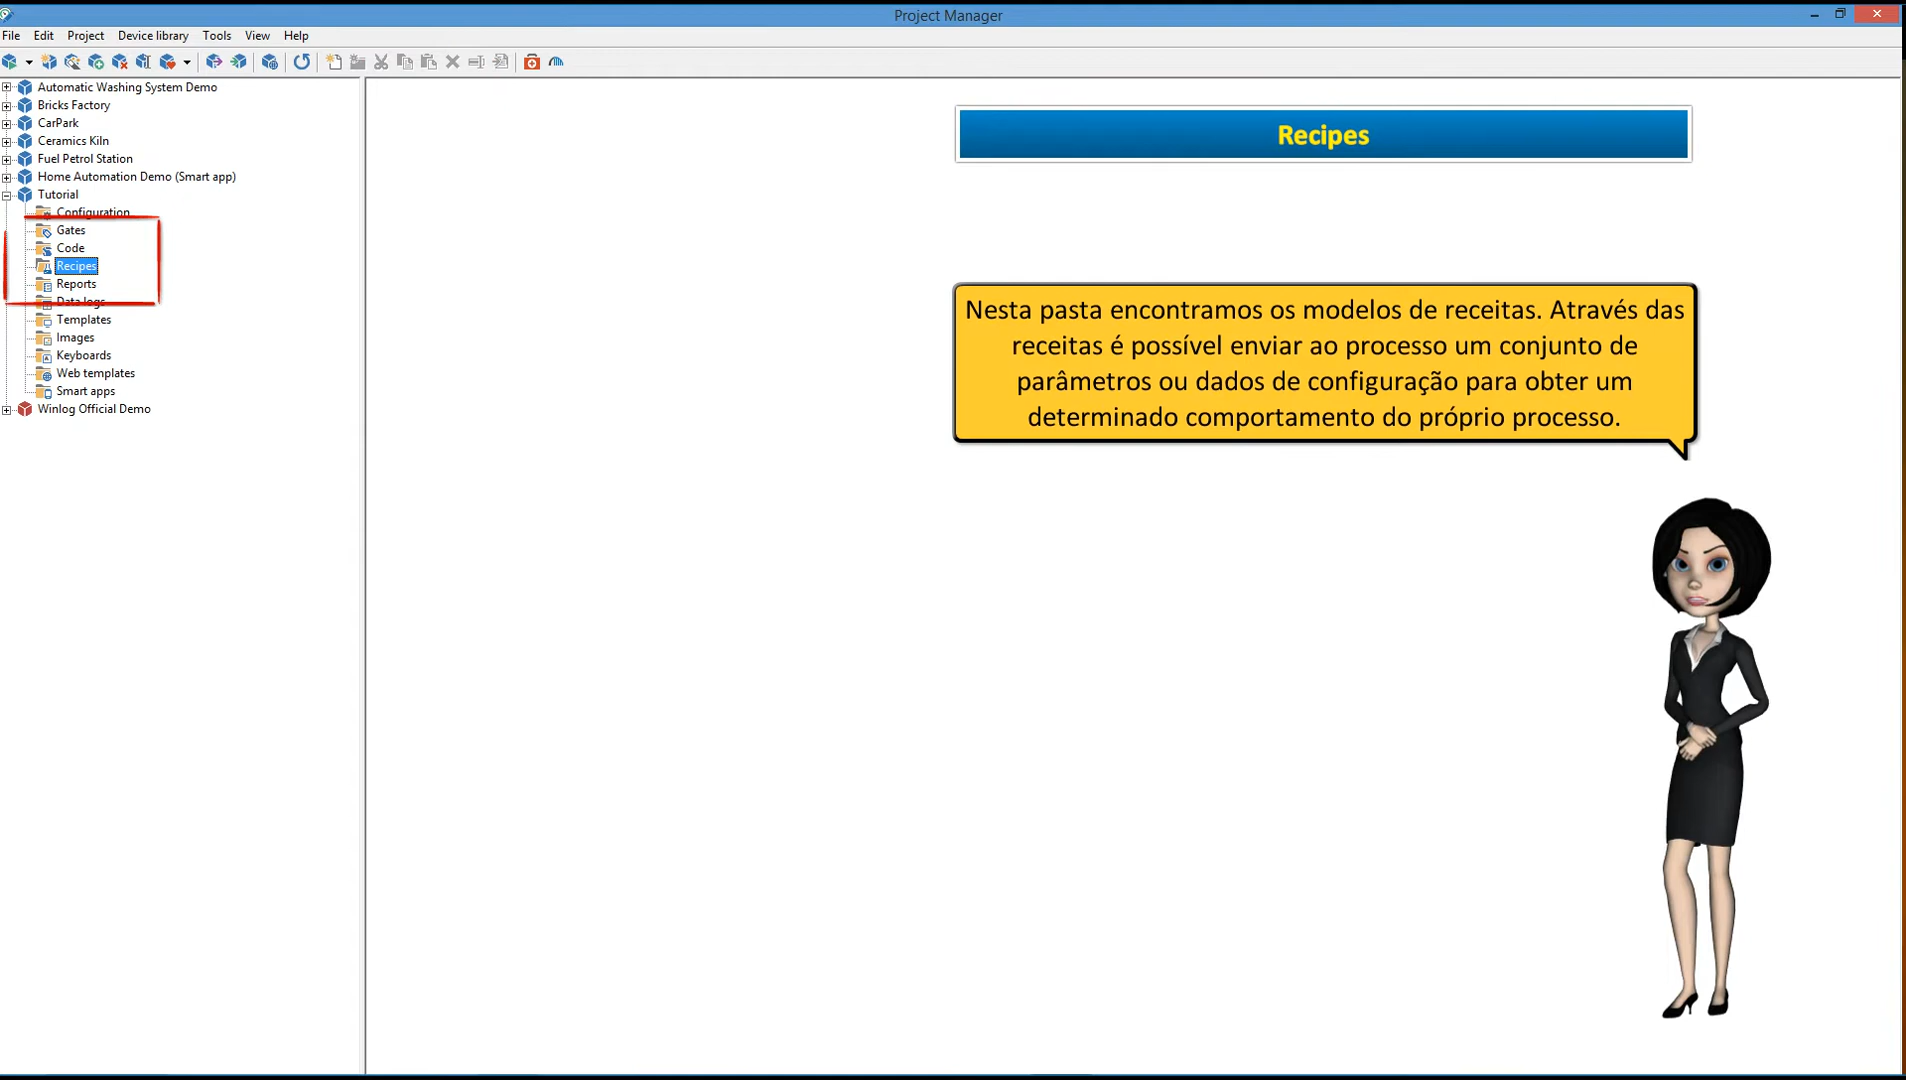 Project Manager
File Edit Project Device library Tools View Help
Automatic Washing System Demo
Bricks Factory
CarPark
Ceramics Kiln
Fuel Petrol Station
Home Automation Demo (Smart app)
Tutorial
Configuration
Gates
Code
Recipes
Reports
Data logs
Templates
Images
Keyboards
Web templates
Smart apps
Winlog Official Demo
Recipes
Nesta pasta encontramos os modelos de receitas. Através das
receitas é possível enviar ao processo um conjunto de
parâmetros ou dados de configuração para obter um
determinado comportamento do próprio processo.